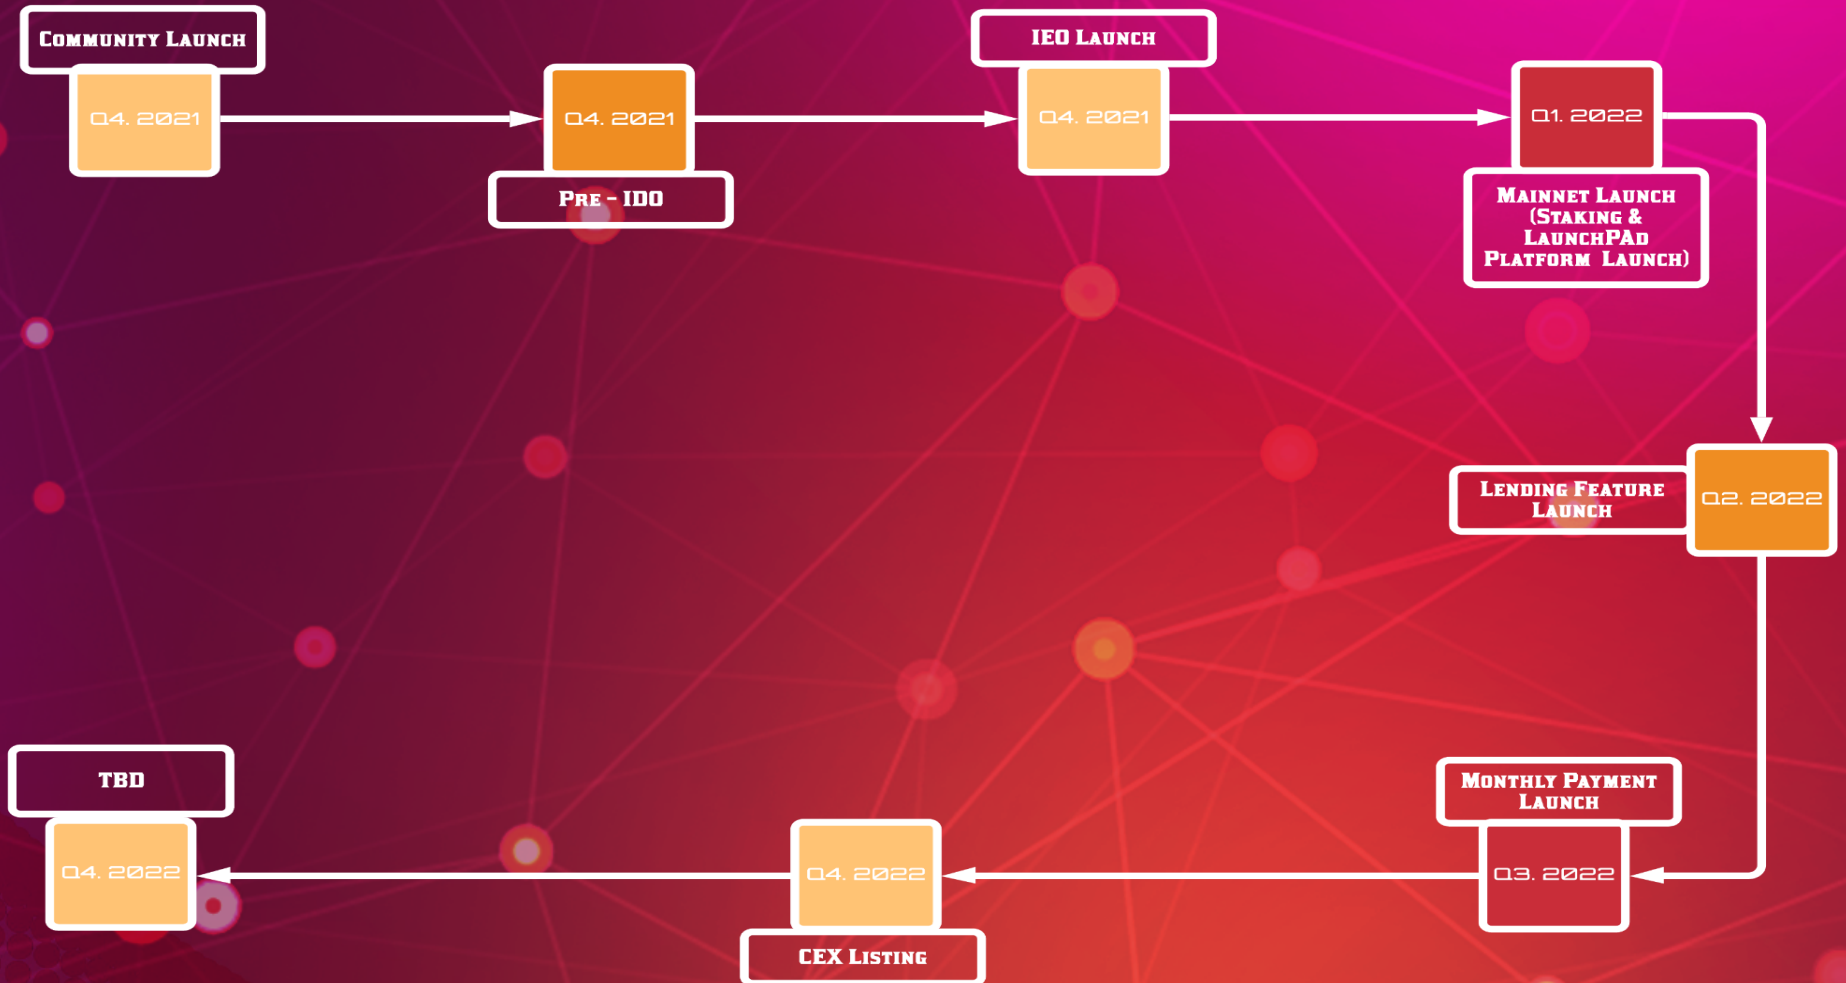 Community Launch
Q4. 2021
Q4. 2021
Pre - IDO
IEO Launch
Q4. 2021
Q1. 2022
Mainnet Launch
(Staking &
LaunchPAd
Platform Launch)
Lending Feature
Launch
Q2. 2022
Monthly Payment
Launch
Q3. 2022
Q4. 2022
CEX Listing
TBD
Q4. 2022